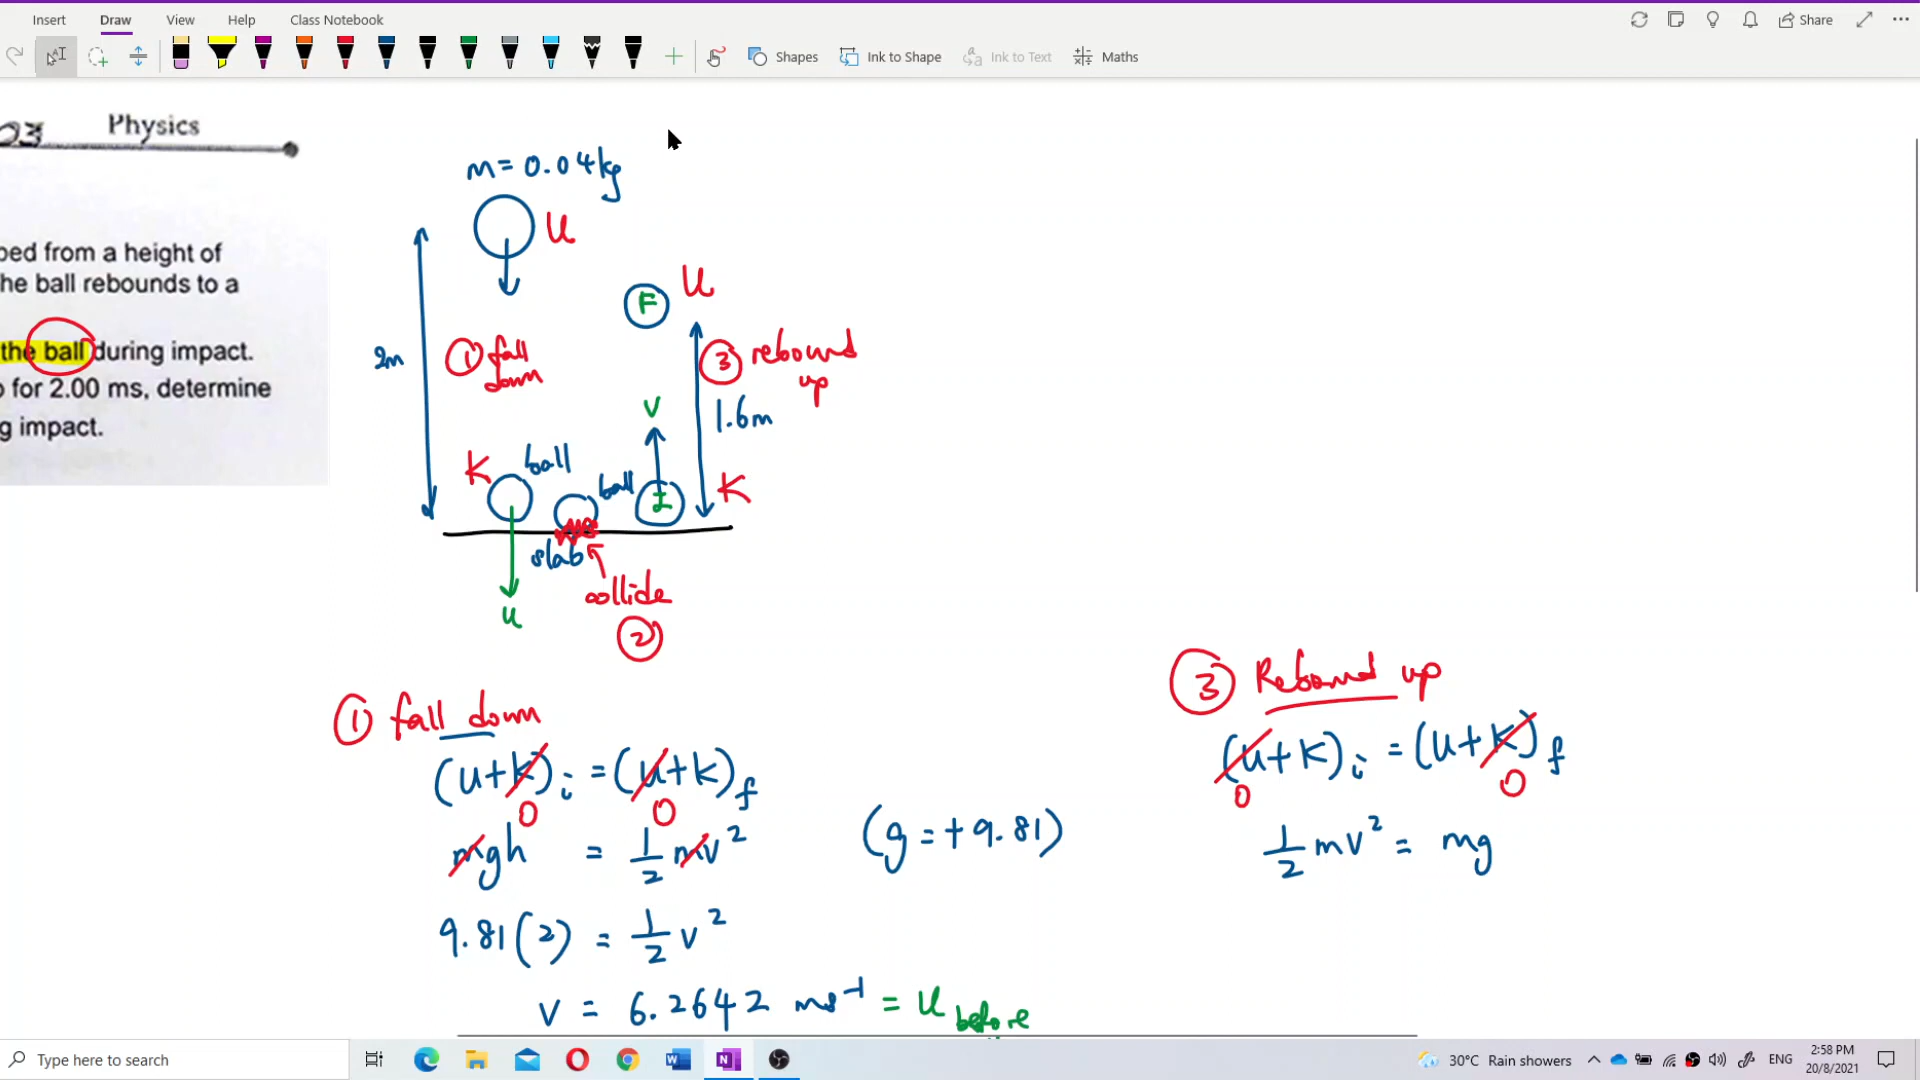 Insert Draw View Help Class Notebook Share
Shapes Ink to Shape Ink to Text Maths
03 Physics
ped from a height of
he ball rebounds to a
the ball during impact.
o for 2.00 ms, determine
g impact.
m = 0.04kg
U
F U
2m
① fall down
③ rebound up
1.6m
V
K ball
ball
I K
slab
collide
②
u
① fall down
(U+K)i = (U+K)f
0 0
mgh = 1/2 mv²
(g = +9.81)
9.81(2) = 1/2 v²
v = 6.2642 ms⁻¹ = u before
③ Rebound up
(U+K)i = (U+K)f
0 0
1/2 mv² = mg
Type here to search
30°C Rain showers
ENG
2:58 PM
20/8/2021